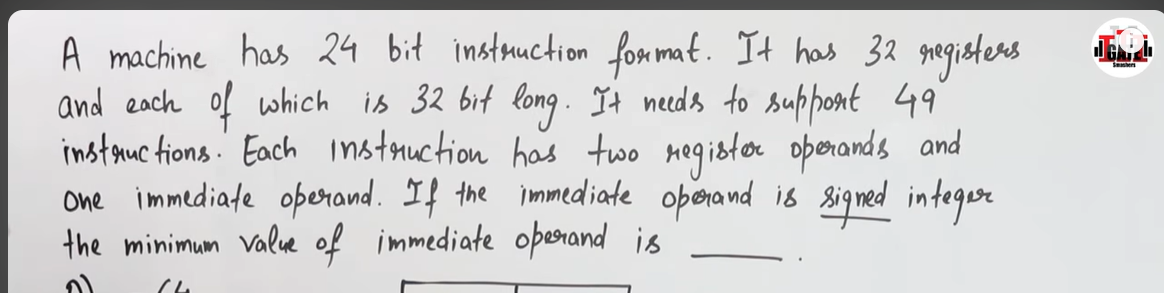 A machine has 24 bit instruction format. It has 32 registers
and each of which is 32 bit long. It needs to support 49
instructions. Each instruction has two register operands and
one immediate operand. If the immediate operand is signed integer
the minimum value of immediate operand is ______.
GATE
Smashers